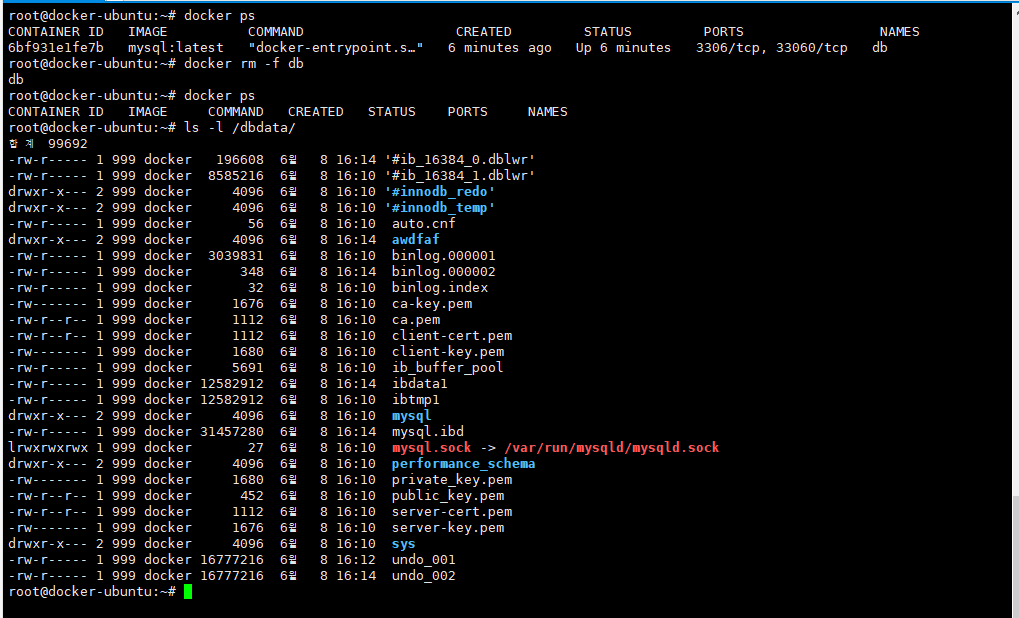 root@docker-ubuntu:~# docker ps
CONTAINER ID   IMAGE          COMMAND                   CREATED         STATUS         PORTS                 NAMES
6bf931e1fe7b   mysql:latest   "docker-entrypoint.s…"   6 minutes ago   Up 6 minutes   3306/tcp, 33060/tcp   db
root@docker-ubuntu:~# docker rm -f db
db
root@docker-ubuntu:~# docker ps
CONTAINER ID   IMAGE     COMMAND   CREATED   STATUS    PORTS     NAMES
root@docker-ubuntu:~# ls -l /dbdata/
합계  99692
-rw-r----- 1 999 docker   196608  6월   8 16:14 '#ib_16384_0.dblwr'
-rw-r----- 1 999 docker  8585216  6월   8 16:10 '#ib_16384_1.dblwr'
drwxr-x--- 2 999 docker     4096  6월   8 16:10 '#innodb_redo'
drwxr-x--- 2 999 docker     4096  6월   8 16:10 '#innodb_temp'
-rw-r----- 1 999 docker       56  6월   8 16:10  auto.cnf
drwxr-x--- 2 999 docker     4096  6월   8 16:14  awdfaf
-rw-r----- 1 999 docker  3039831  6월   8 16:10  binlog.000001
-rw-r----- 1 999 docker      348  6월   8 16:14  binlog.000002
-rw-r----- 1 999 docker       32  6월   8 16:10  binlog.index
-rw------- 1 999 docker     1676  6월   8 16:10  ca-key.pem
-rw-r--r-- 1 999 docker     1112  6월   8 16:10  ca.pem
-rw-r--r-- 1 999 docker     1112  6월   8 16:10  client-cert.pem
-rw------- 1 999 docker     1680  6월   8 16:10  client-key.pem
-rw-r----- 1 999 docker     5691  6월   8 16:10  ib_buffer_pool
-rw-r----- 1 999 docker 12582912  6월   8 16:14  ibdata1
-rw-r----- 1 999 docker 12582912  6월   8 16:10  ibtmp1
drwxr-x--- 2 999 docker     4096  6월   8 16:10  mysql
-rw-r----- 1 999 docker 31457280  6월   8 16:14  mysql.ibd
lrwxrwxrwx 1 999 docker       27  6월   8 16:10  mysql.sock -> /var/run/mysqld/mysqld.sock
drwxr-x--- 2 999 docker     4096  6월   8 16:10  performance_schema
-rw------- 1 999 docker     1680  6월   8 16:10  private_key.pem
-rw-r--r-- 1 999 docker      452  6월   8 16:10  public_key.pem
-rw-r--r-- 1 999 docker     1112  6월   8 16:10  server-cert.pem
-rw------- 1 999 docker     1676  6월   8 16:10  server-key.pem
drwxr-x--- 2 999 docker     4096  6월   8 16:10  sys
-rw-r----- 1 999 docker 16777216  6월   8 16:12  undo_001
-rw-r----- 1 999 docker 16777216  6월   8 16:14  undo_002
root@docker-ubuntu:~#